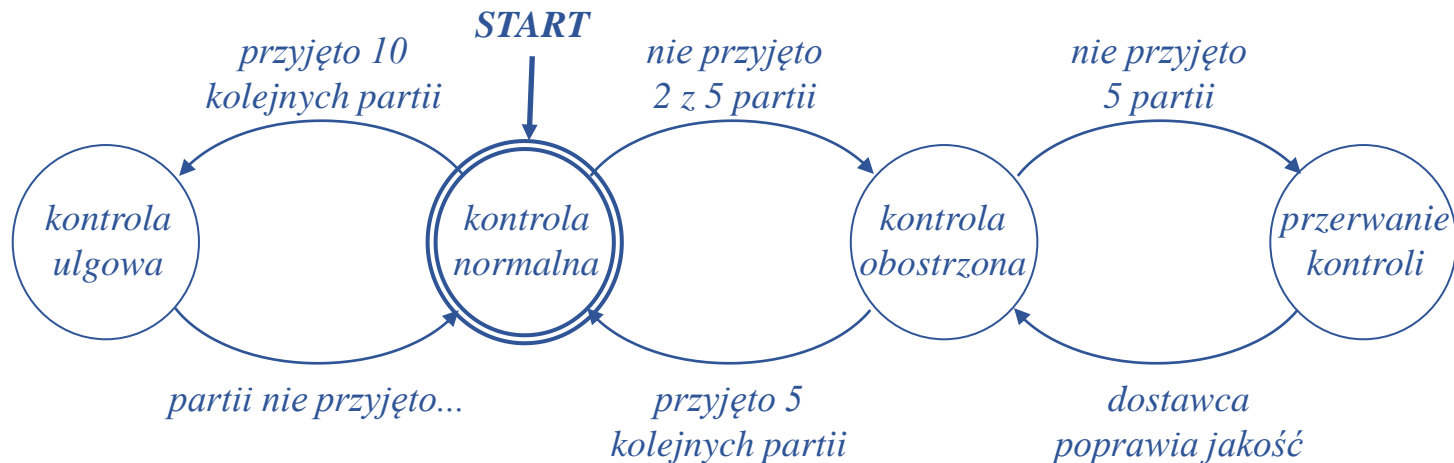 START
przyjęto 10
kolejnych partii
nie przyjęto
2 z 5 partii
nie przyjęto
5 partii
kontrola
ulgowa
kontrola
normalna
kontrola
obostrzona
przerwanie
kontroli
partii nie przyjęto...
przyjęto 5
kolejnych partii
dostawca
poprawia jakość